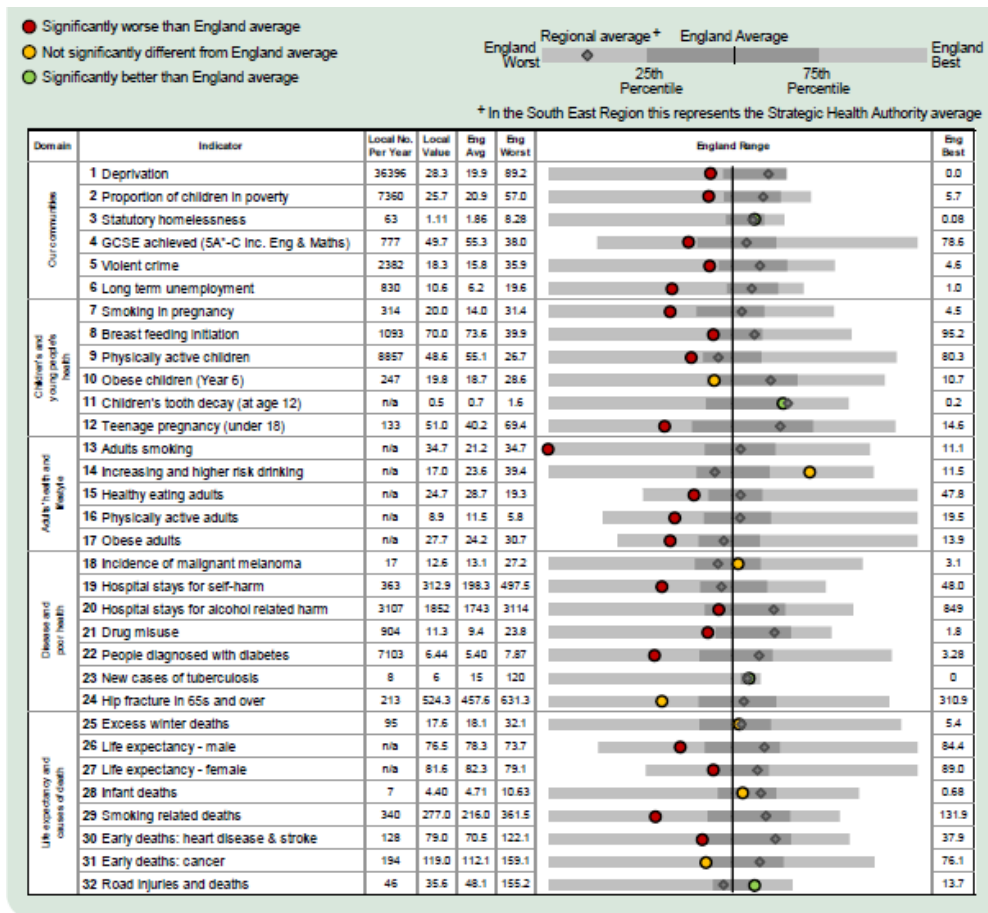 Significantly worse than England average
Not significantly different from England average
Significantly better than England average
Regional average+ England Average
England Worst
England Best
25th Percentile
75th Percentile
+ In the South East Region this represents the Strategic Health Authority average
Domain Indicator Local No. Per Year Local Value Eng Avg Eng Worst England Range Eng Best
Our communities
1 Deprivation 36396 28.3 19.9 89.2 0.0
2 Proportion of children in poverty 7360 25.7 20.9 57.0 5.7
3 Statutory homelessness 63 1.11 1.86 8.28 0.08
4 GCSE achieved (5A*-C inc. Eng & Maths) 777 49.7 55.3 38.0 78.6
5 Violent crime 2382 18.3 15.8 35.9 4.6
6 Long term unemployment 830 10.6 6.2 19.6 1.0
Children's and young people's health
7 Smoking in pregnancy 314 20.0 14.0 31.4 4.5
8 Breast feeding initiation 1093 70.0 73.6 39.9 95.2
9 Physically active children 8857 48.6 55.1 26.7 80.3
10 Obese children (Year 6) 247 19.8 18.7 28.6 10.7
11 Children's tooth decay (at age 12) n/a 0.5 0.7 1.6 0.2
12 Teenage pregnancy (under 18) 133 51.0 40.2 69.4 14.6
Adults' health and lifestyle
13 Adults smoking n/a 34.7 21.2 34.7 11.1
14 Increasing and higher risk drinking n/a 17.0 23.6 39.4 11.5
15 Healthy eating adults n/a 24.7 28.7 19.3 47.8
16 Physically active adults n/a 8.9 11.5 5.8 19.5
17 Obese adults n/a 27.7 24.2 30.7 13.9
Disease and poor health
18 Incidence of malignant melanoma 17 12.6 13.1 27.2 3.1
19 Hospital stays for self-harm 363 312.9 198.3 497.5 48.0
20 Hospital stays for alcohol related harm 3107 1852 1743 3114 849
21 Drug misuse 904 11.3 9.4 23.8 1.8
22 People diagnosed with diabetes 7103 6.44 5.40 7.87 3.28
23 New cases of tuberculosis 8 6 15 120 0
24 Hip fracture in 65s and over 213 524.3 457.6 631.3 310.9
Life expectancy and causes of death
25 Excess winter deaths 95 17.6 18.1 32.1 5.4
26 Life expectancy - male n/a 76.5 78.3 73.7 84.4
27 Life expectancy - female n/a 81.6 82.3 79.1 89.0
28 Infant deaths 7 4.40 4.71 10.63 0.68
29 Smoking related deaths 340 277.0 216.0 361.5 131.9
30 Early deaths: heart disease & stroke 128 79.0 70.5 122.1 37.9
31 Early deaths: cancer 194 119.0 112.1 159.1 76.1
32 Road injuries and deaths 46 35.6 48.1 155.2 13.7